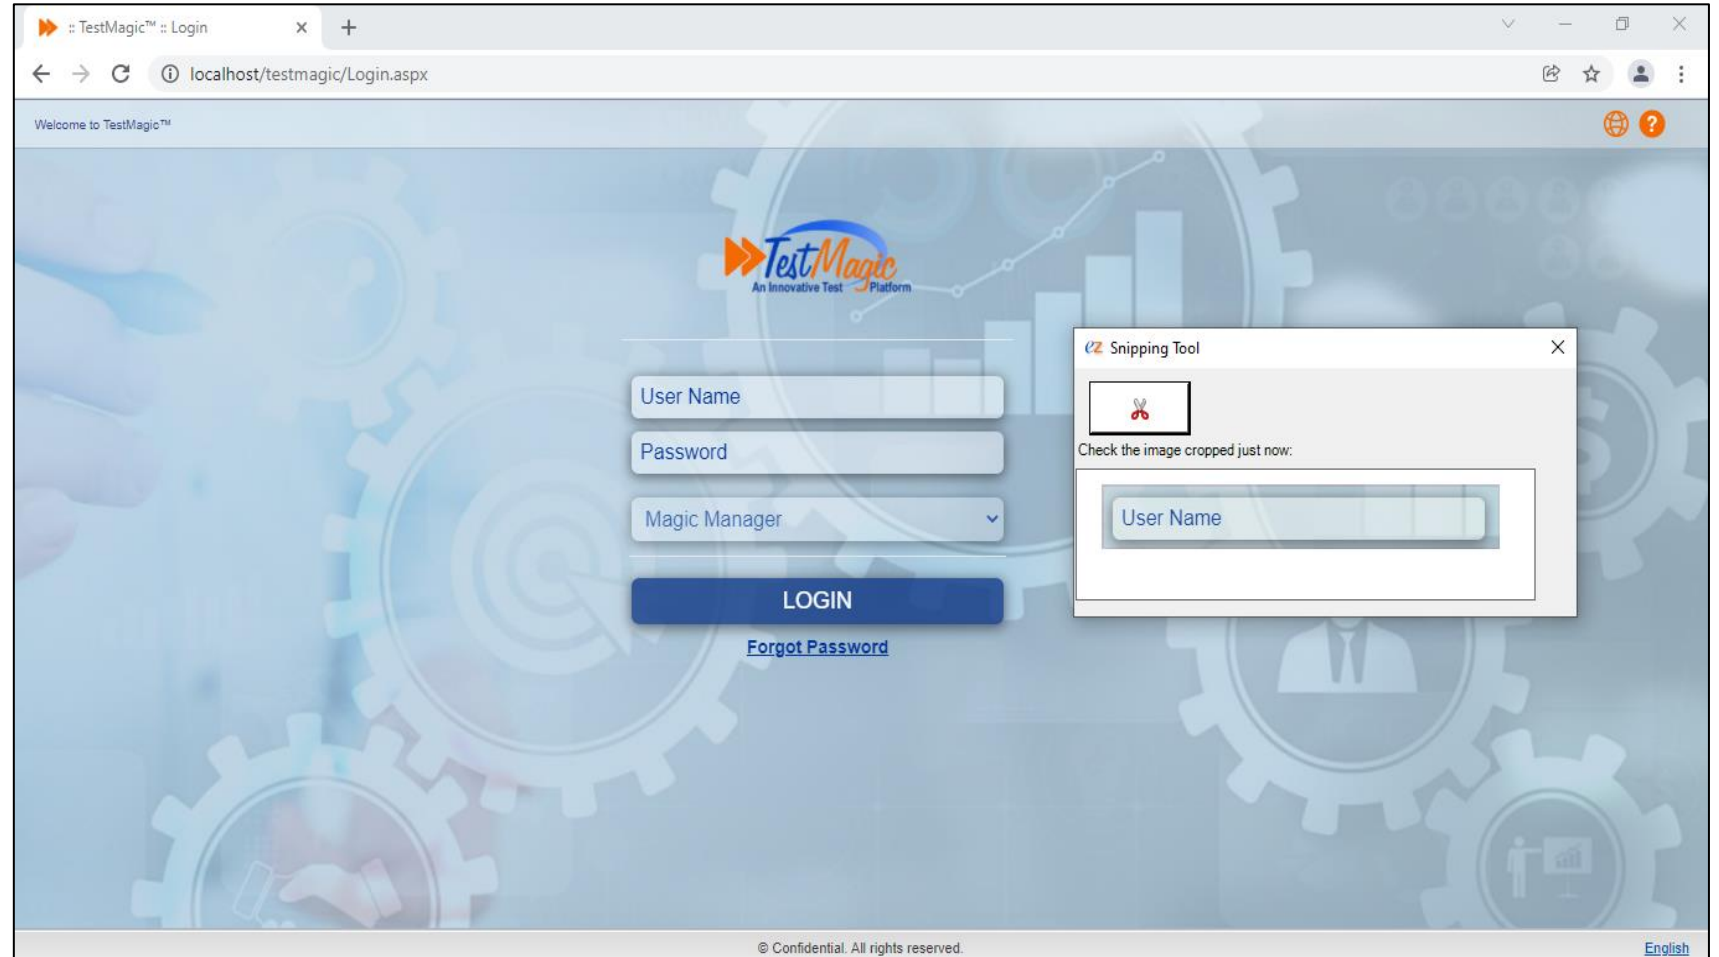 :: TestMagic™ :: Login
localhost/testmagic/Login.aspx
Welcome to TestMagic™
TestMagic
An Innovative Test Platform
eZ Snipping Tool
User Name
Check the image cropped just now:
Password
User Name
Magic Manager
LOGIN
Forgot Password
© Confidential. All rights reserved.
English